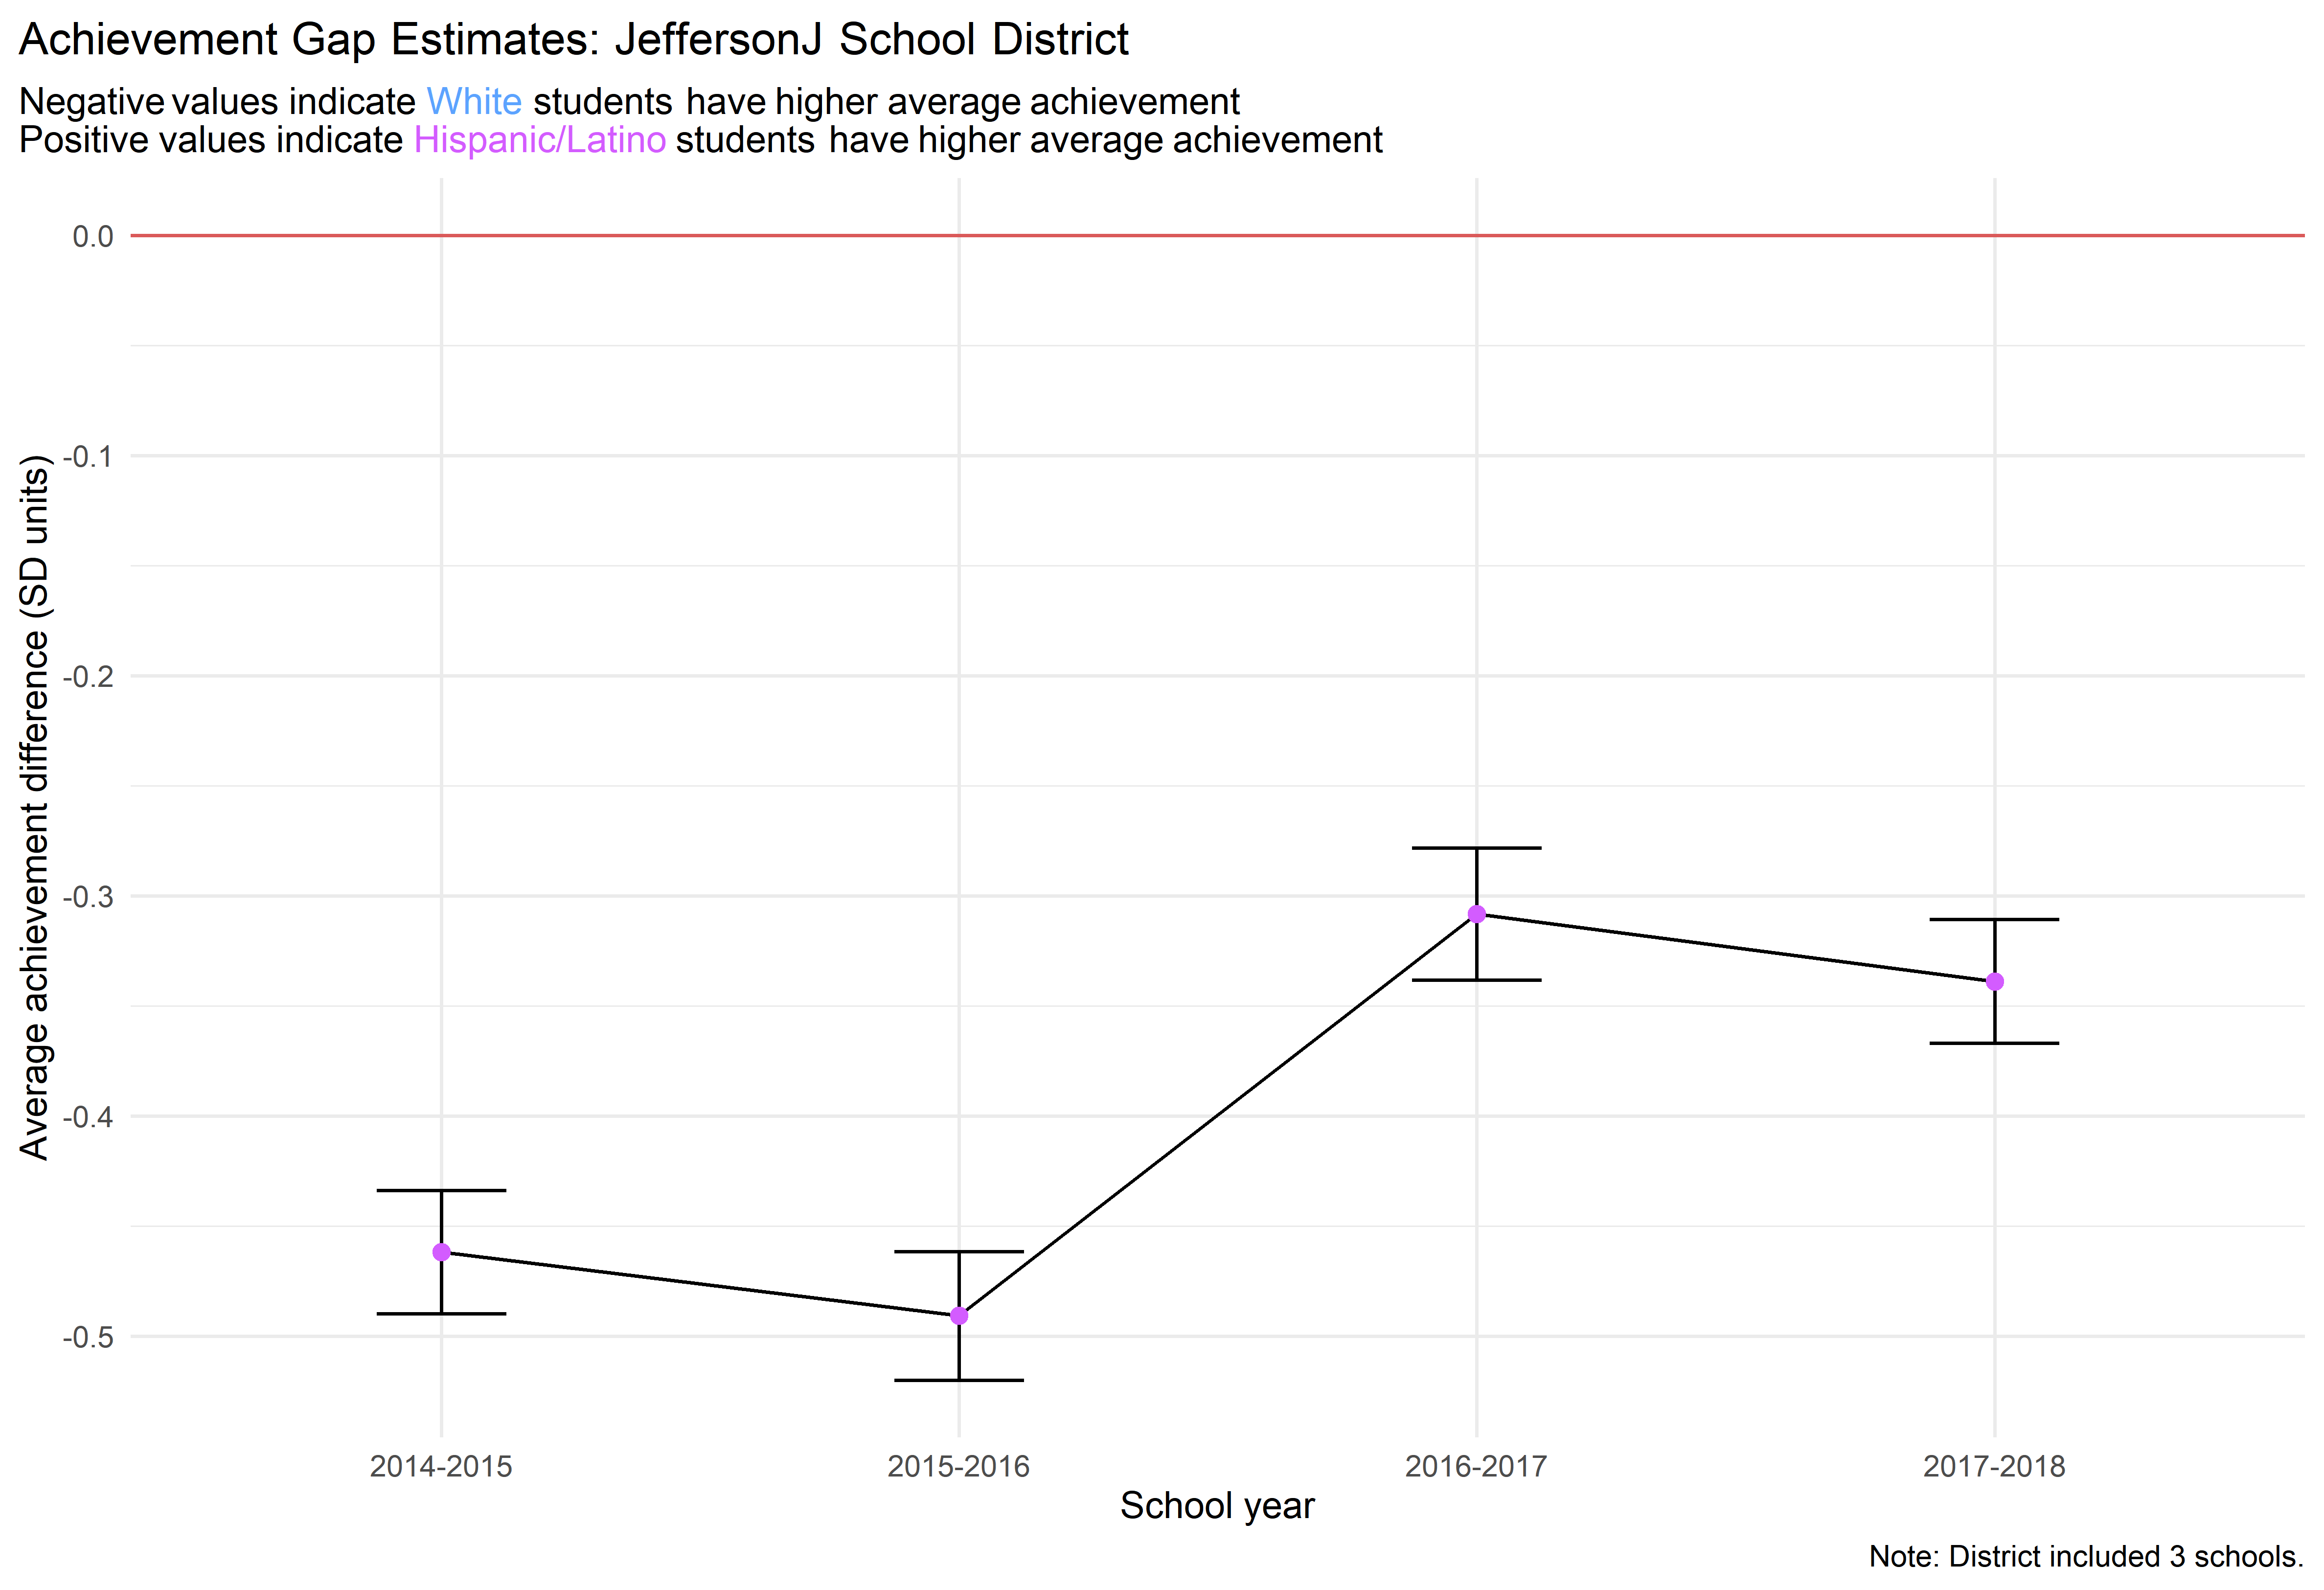 Achievement Gap Estimates: JeffersonJ School District
Negative values indicate White students have higher average achievement
Positive values indicate Hispanic/Latino students have higher average achievement
Average achievement difference (SD units)
0.0
-0.1
-0.2
-0.3
-0.4
-0.5
2014-2015
2015-2016
2016-2017
2017-2018
School year
Note: District included 3 schools.